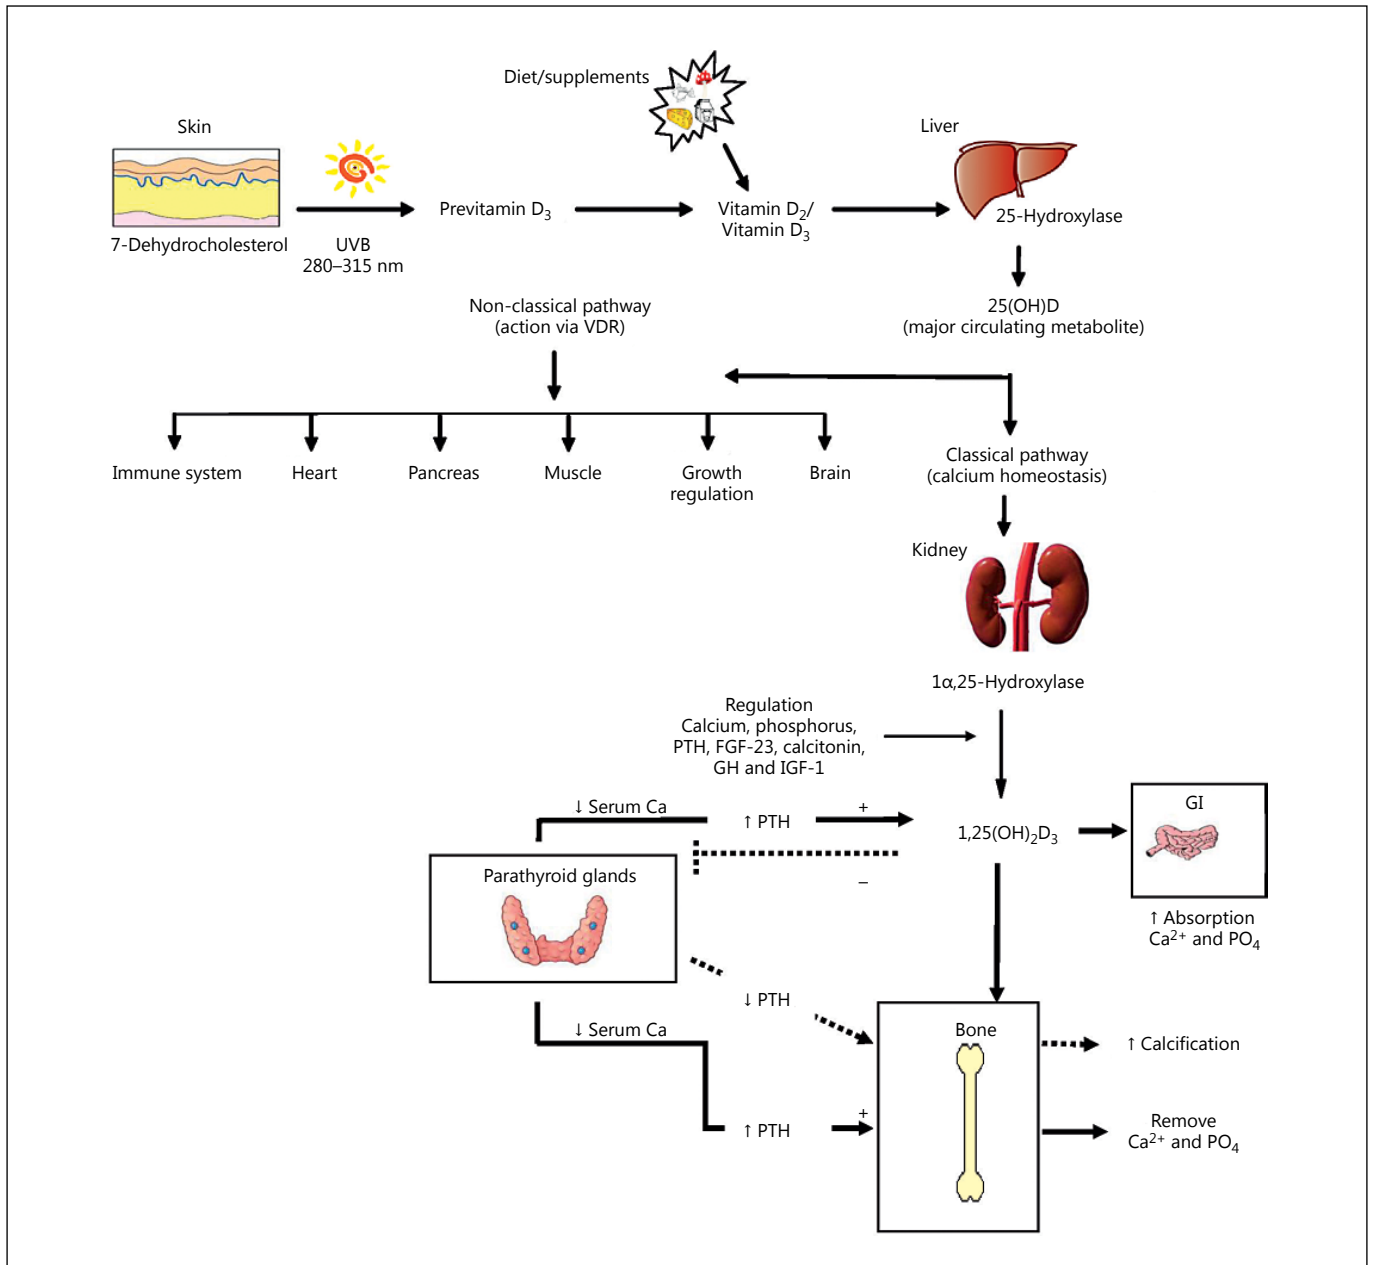 Diet/supplements
Skin
Liver
7-Dehydrocholesterol
UVB
280–315 nm
Previtamin D₃
Vitamin D₂/
Vitamin D₃
25-Hydroxylase
25(OH)D
(major circulating metabolite)
Non-classical pathway
(action via VDR)
Immune system
Heart
Pancreas
Muscle
Growth
regulation
Brain
Classical pathway
(calcium homeostasis)
Kidney
1α,25-Hydroxylase
Regulation
Calcium, phosphorus,
PTH, FGF-23, calcitonin,
GH and IGF-1
↓ Serum Ca
↑ PTH
+
1,25(OH)₂D₃
GI
–
↑ Absorption
Ca²⁺ and PO₄
Parathyroid glands
↓ PTH
↓ Serum Ca
↑ PTH
+
Bone
↑ Calcification
Remove
Ca²⁺ and PO₄